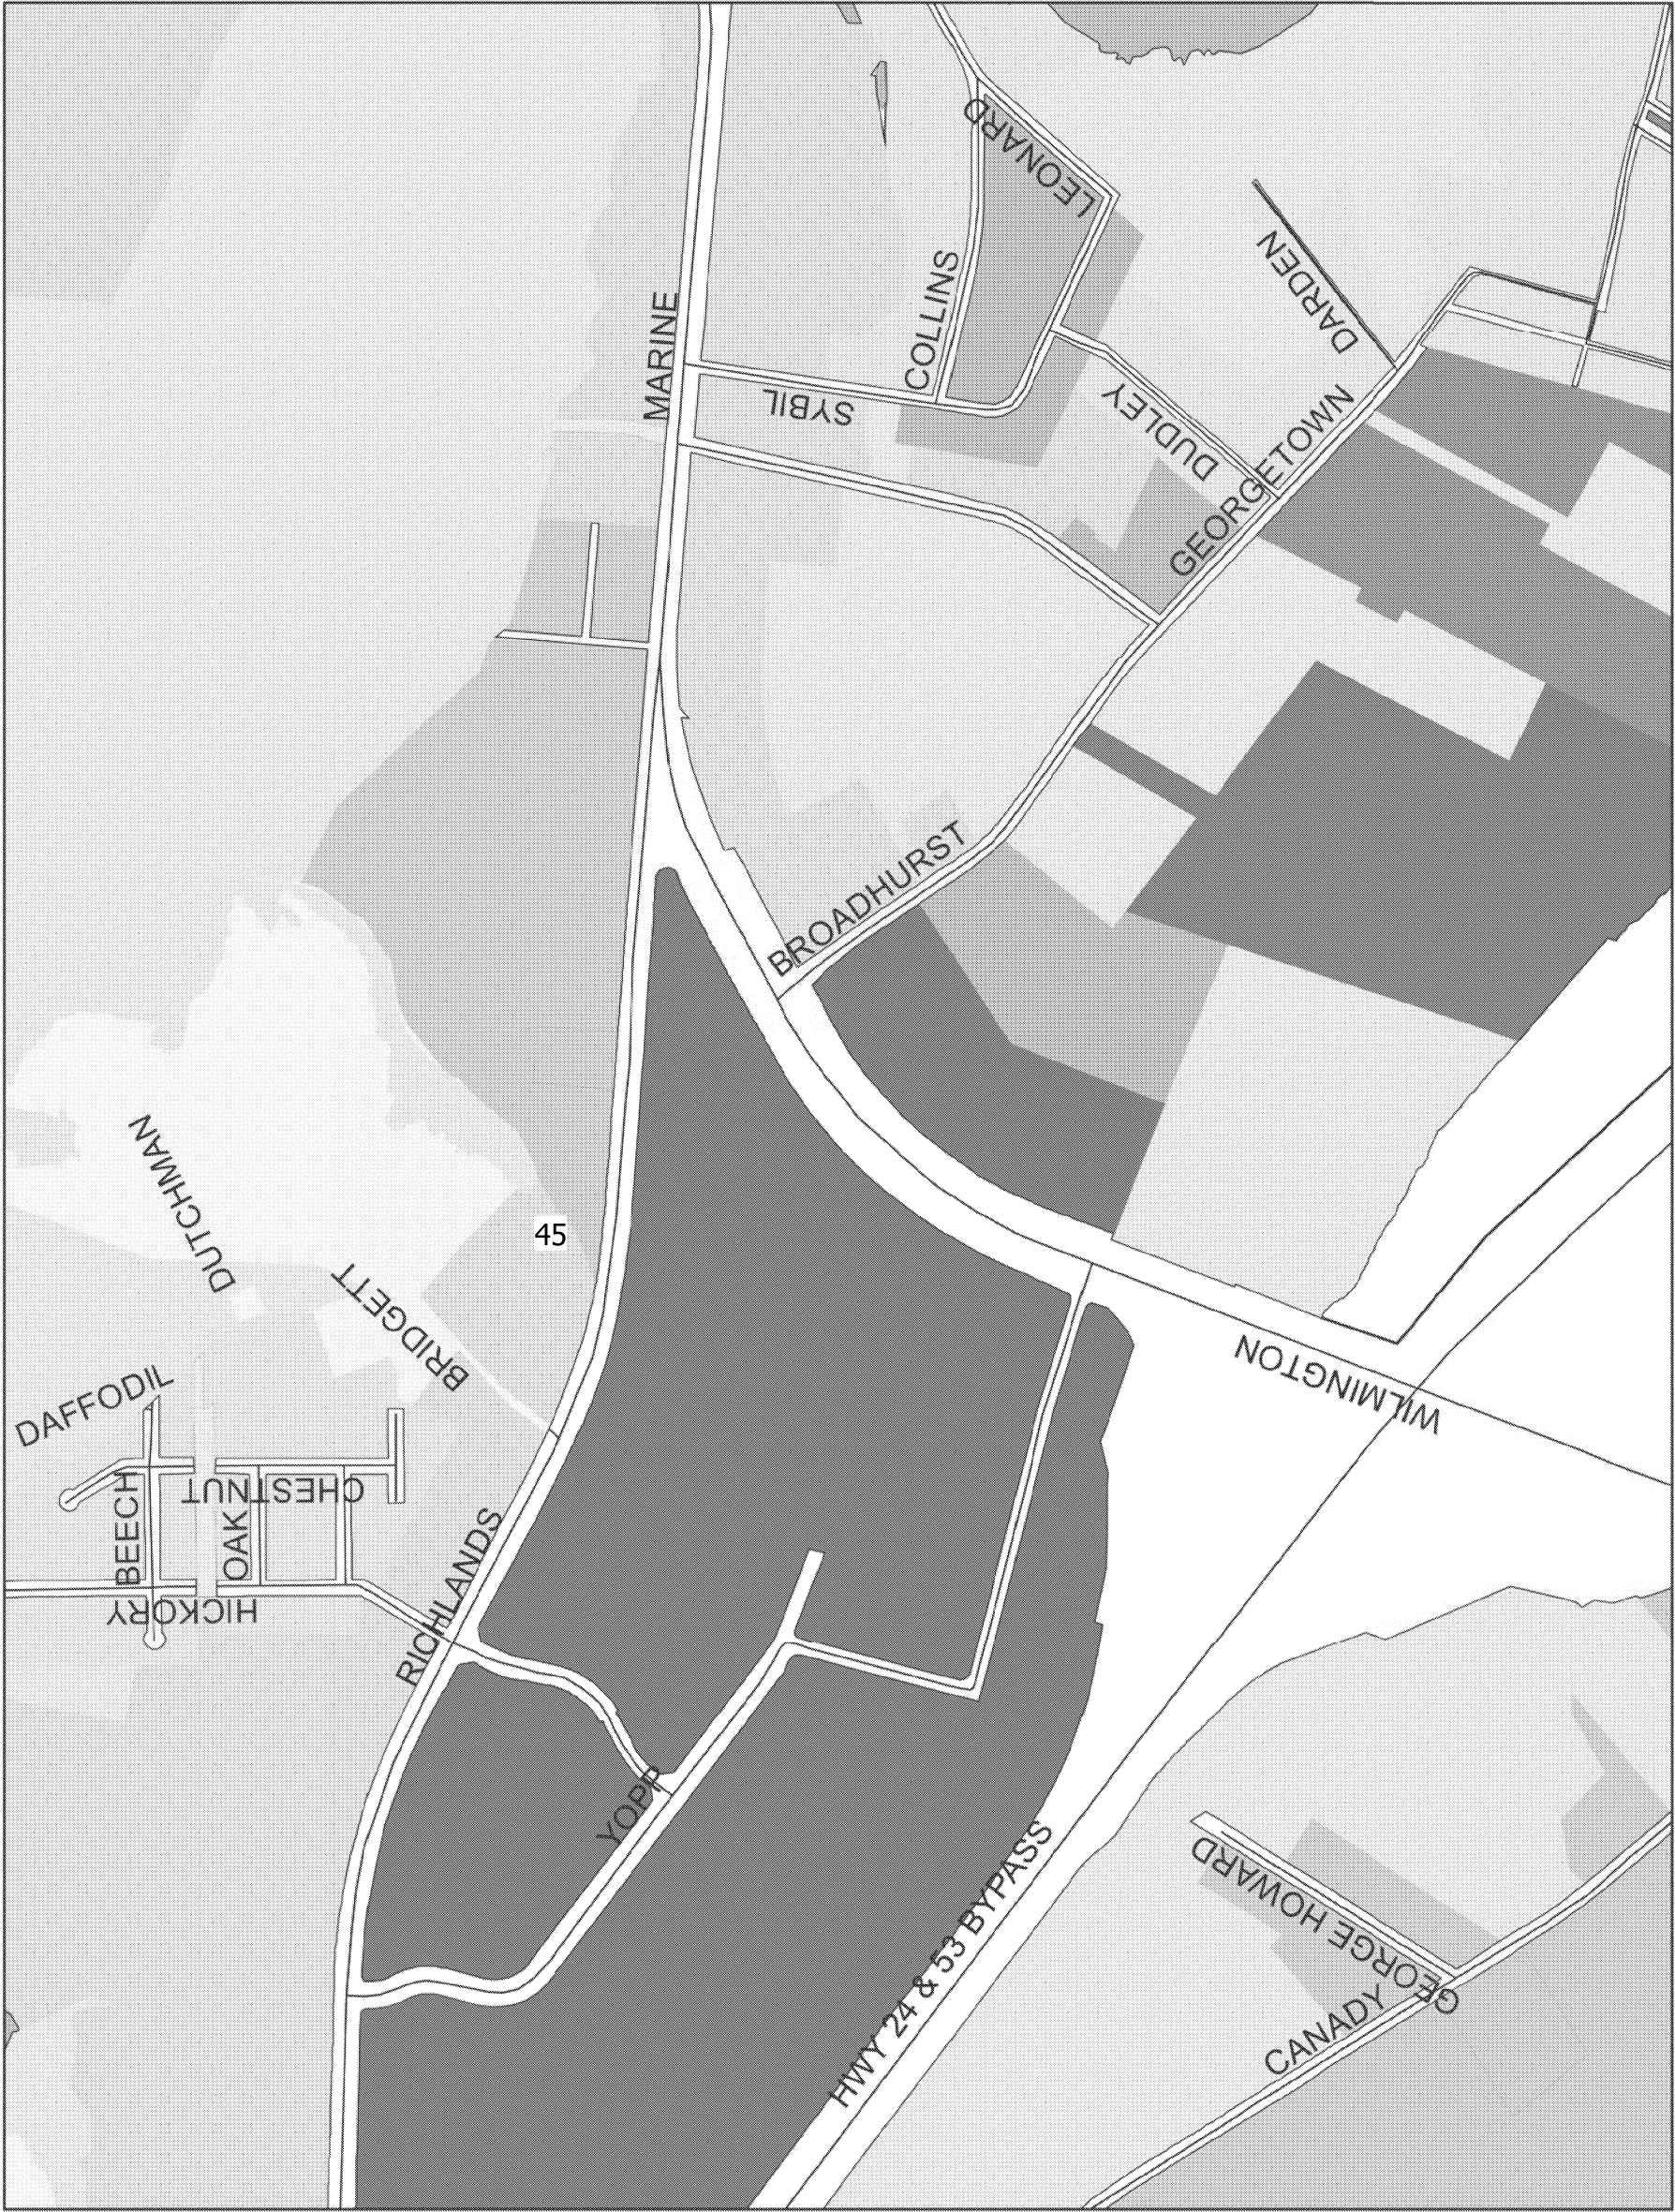 LEONARD
DARDEN
COLLINS
MARINE
SYBIL
DUDLEY
GEORGETOWN
BROADHURST
DUTCHMAN
45
BRIDGETT
WILMINGTON
DAFFODIL
CHESTNUT
BEECH
OAK
HICKORY
RICHLANDS
YOPP
HWY 24 & 53 BYPASS
GEORGE HOWARD
CANADY